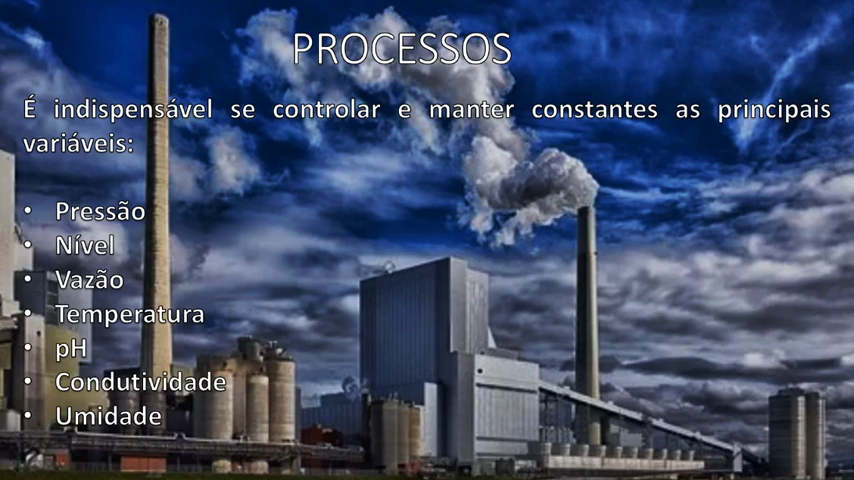 PROCESSOS
É indispensável se controlar e manter constantes as principais
variáveis:
• Pressão
• Nível
• Vazão
• Temperatura
• pH
• Condutividade
• Umidade